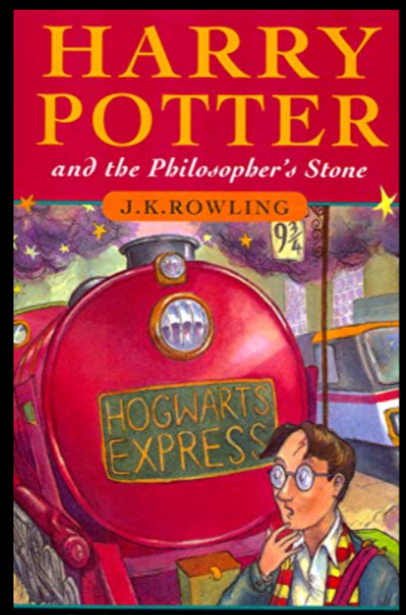 HARRY
POTTER
and the Philosopher's Stone
J.K.ROWLING
9¾
HOGWARTS
EXPRESS